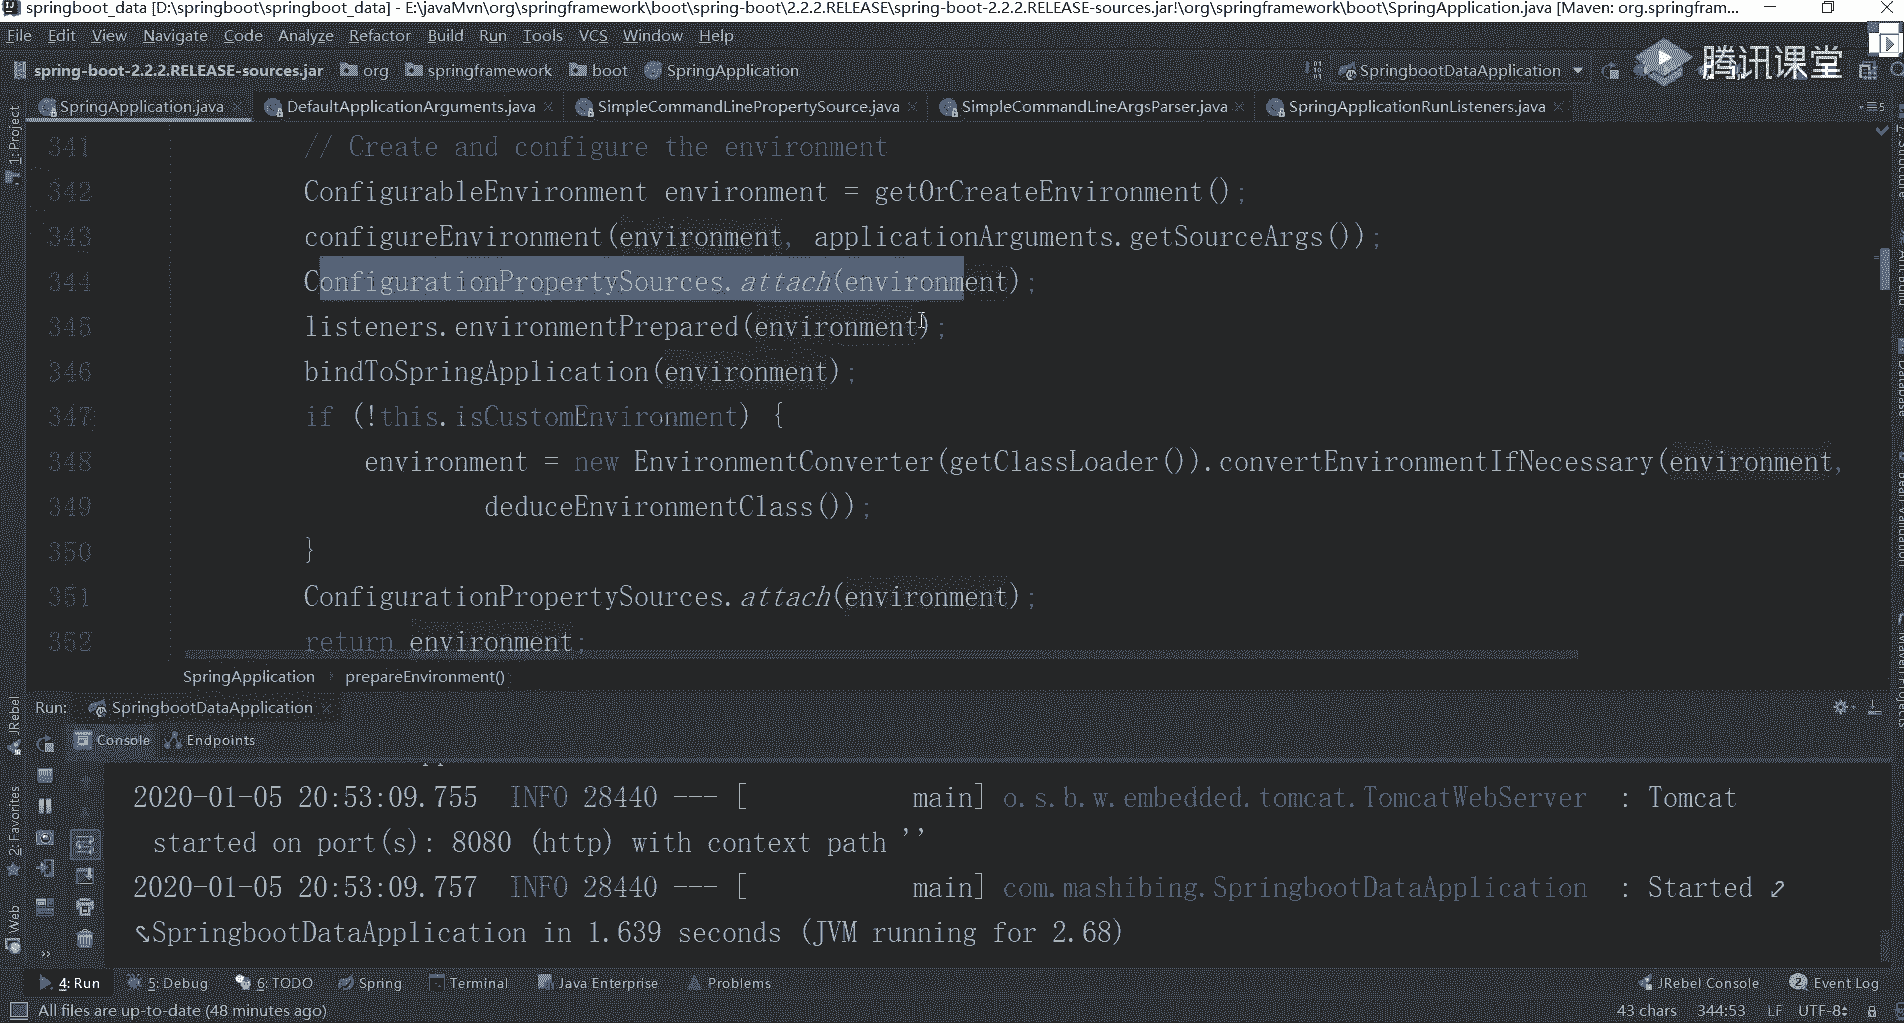 spring-boot_data [D:\springboot\springboot_data] - E:\javaMvn\org\springframework\boot\spring-boot\2.2.2.RELEASE\spring-boot-2.2.2.RELEASE-sources.jar!\org\springframework\boot\SpringApplication.java [Maven: org.springfram...
File Edit View Navigate Code Analyze Refactor Build Run Tools VCS Window Help
spring-boot-2.2.2.RELEASE-sources.jar org springframework boot SpringApplication SpringbootDataApplication
腾讯课堂
SpringApplication.java DefaultApplicationArguments.java SimpleCommandLinePropertySource.java SimpleCommandLineArgsParser.java SpringApplicationRunListeners.java
1: Project
341 // Create and configure the environment
342 ConfigurableEnvironment environment = getOrCreateEnvironment();
343 configureEnvironment(environment, applicationArguments.getSourceArgs());
344 ConfigurationPropertySources.attach(environment);
345 listeners.environmentPrepared(environment);
346 bindToSpringApplication(environment);
347 if (!this.isCustomEnvironment) {
348 environment = new EnvironmentConverter(getClassLoader()).convertEnvironmentIfNecessary(environment,
349 deduceEnvironmentClass());
350 }
351 ConfigurationPropertySources.attach(environment);
352 return environment;
SpringApplication prepareEnvironment()
Run: SpringbootDataApplication
JRebel
Console Endpoints
2020-01-05 20:53:09.755 INFO 28440 --- [ main] o.s.b.w.embedded.tomcat.TomcatWebServer : Tomcat
started on port(s): 8080 (http) with context path ''
2020-01-05 20:53:09.757 INFO 28440 --- [ main] com.mashibing.SpringbootDataApplication : Started
SpringbootDataApplication in 1.639 seconds (JVM running for 2.68)
2: Favorites
Web
4: Run 5: Debug 6: TODO Spring Terminal Java Enterprise Problems JRebel Console 2 Event Log
All files are up-to-date (48 minutes ago) 43 chars 344:53 LF UTF-8